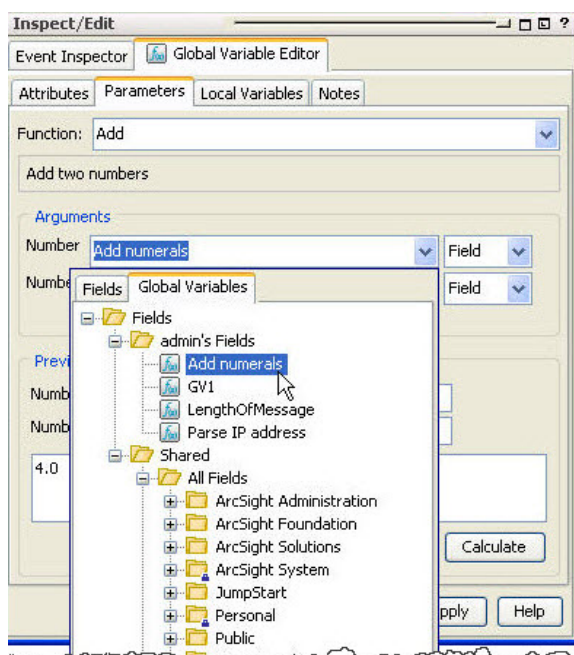 Inspect/Edit
Event Inspector Global Variable Editor
Attributes Parameters Local Variables Notes
Function: Add
Add two numbers
Arguments
Number Add numerals Field
Field
Fields Global Variables
Fields
admin's Fields
Add numerals
GV1
LengthOfMessage
Parse IP address
Shared
All Fields
ArcSight Administration
ArcSight Foundation
ArcSight Solutions
ArcSight System
JumpStart
Personal
Public
4.0
Calculate
Help